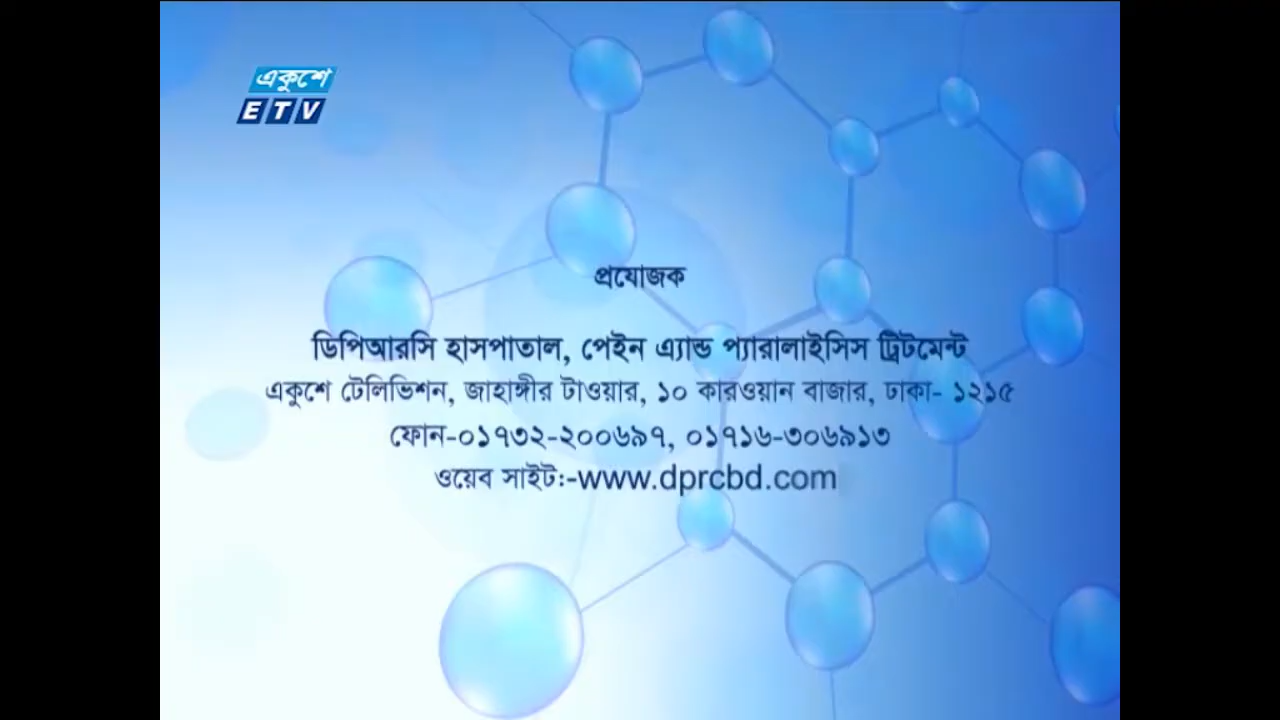 একুশে
ETV
প্রযোজক
ডিপিআরসি হাসপাতাল, পেইন এ্যান্ড প্যারালাইসিস ট্রিটমেন্ট
একুশে টেলিভিশন, জাহাঙ্গীর টাওয়ার, ১০ কারওয়ান বাজার, ঢাকা- ১২১৫
ফোন-০১৭৩২-২০০৬৯৭, ০১৭১৬-৩০৬৯১৩
ওয়েব সাইট:-www.dprcbd.com